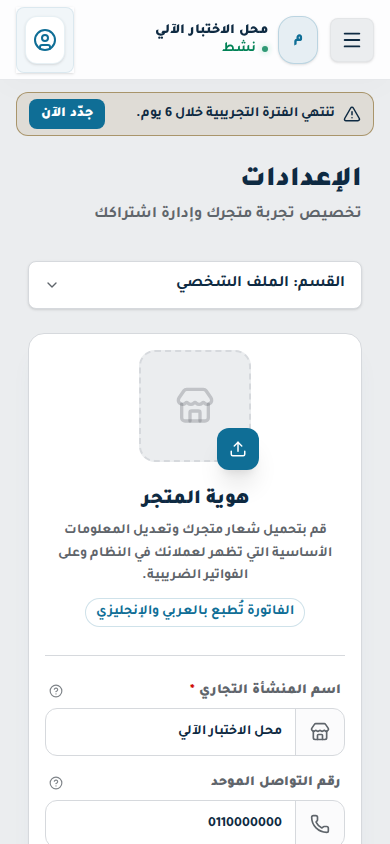 محل الاختبار الآلي
نشط
م
تنتهي الفترة التجريبية خلال 6 يوم.
جدّد الآن
الإعدادات
تخصيص تجربة متجرك وإدارة اشتراكك
القسم: الملف الشخصي
هوية المتجر
قم بتحميل شعار متجرك وتعديل المعلومات
الأساسية التي تظهر لعملائك في النظام وعلى
الفواتير الضريبية.
الفاتورة تُطبع بالعربي والإنجليزي
اسم المنشأة التجاري *
محل الاختبار الآلي
رقم التواصل الموحد
0110000000